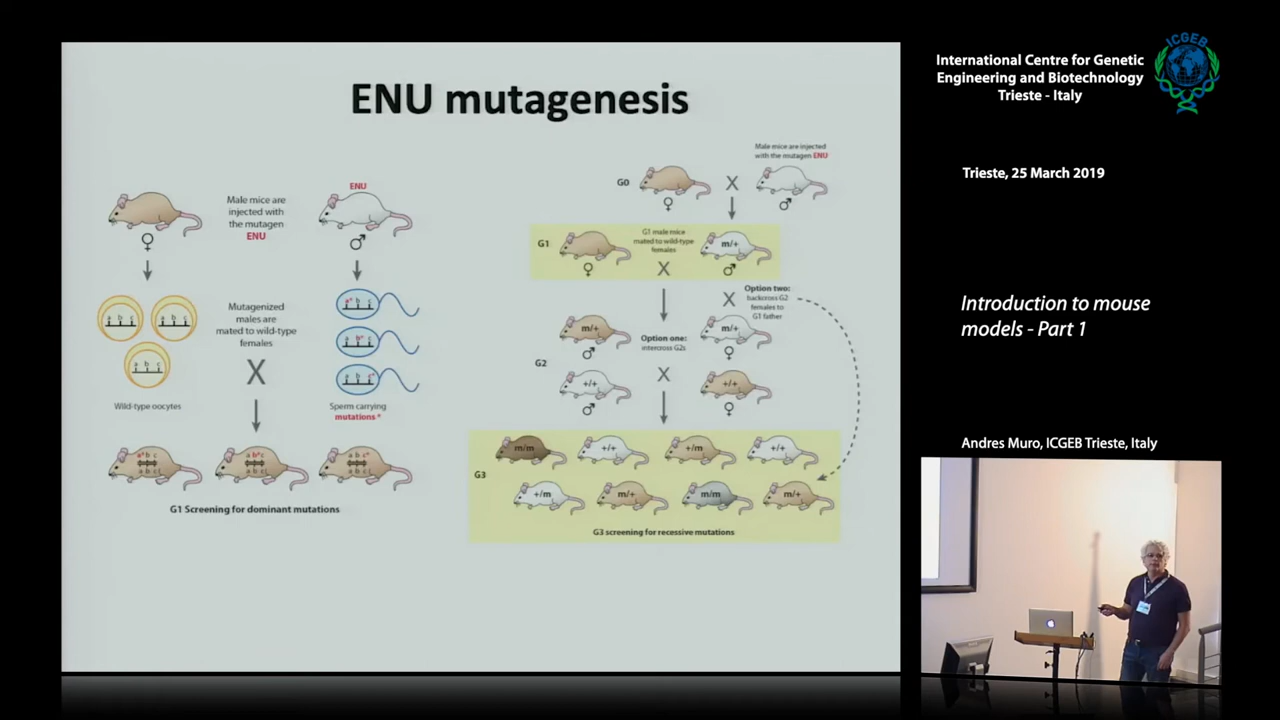 ENU mutagenesis
Male mice are
injected with
the mutagen
ENU
ENU
♀
♂
a b c
a b c
a b c
Mutagenized
males are
mated to wild-type
females
X
a* b c
a b* c
a b c*
Wild-type oocytes
Sperm carrying
mutations *
a* b c
a b c
a b* c
a b c
a b c*
a b c
G1 Screening for dominant mutations
Male mice are injected
with the mutagen ENU
G0
X
♀
♂
G1
G1 male mice
mated to wild-type
females
m/+
♀
X
♂
X
Option two:
backcross G2
females to
G1 father
m/+
Option one:
intercross G2s
m/+
♂
♀
G2
+/+
X
+/+
♂
♀
m/m
+/+
+/m
+/+
G3
+/m
m/+
m/m
m/+
G3 screening for recessive mutations
International Centre for Genetic
Engineering and Biotechnology
Trieste - Italy
ICGEB
Trieste, 25 March 2019
Introduction to mouse
models - Part 1
Andres Muro, ICGEB Trieste, Italy